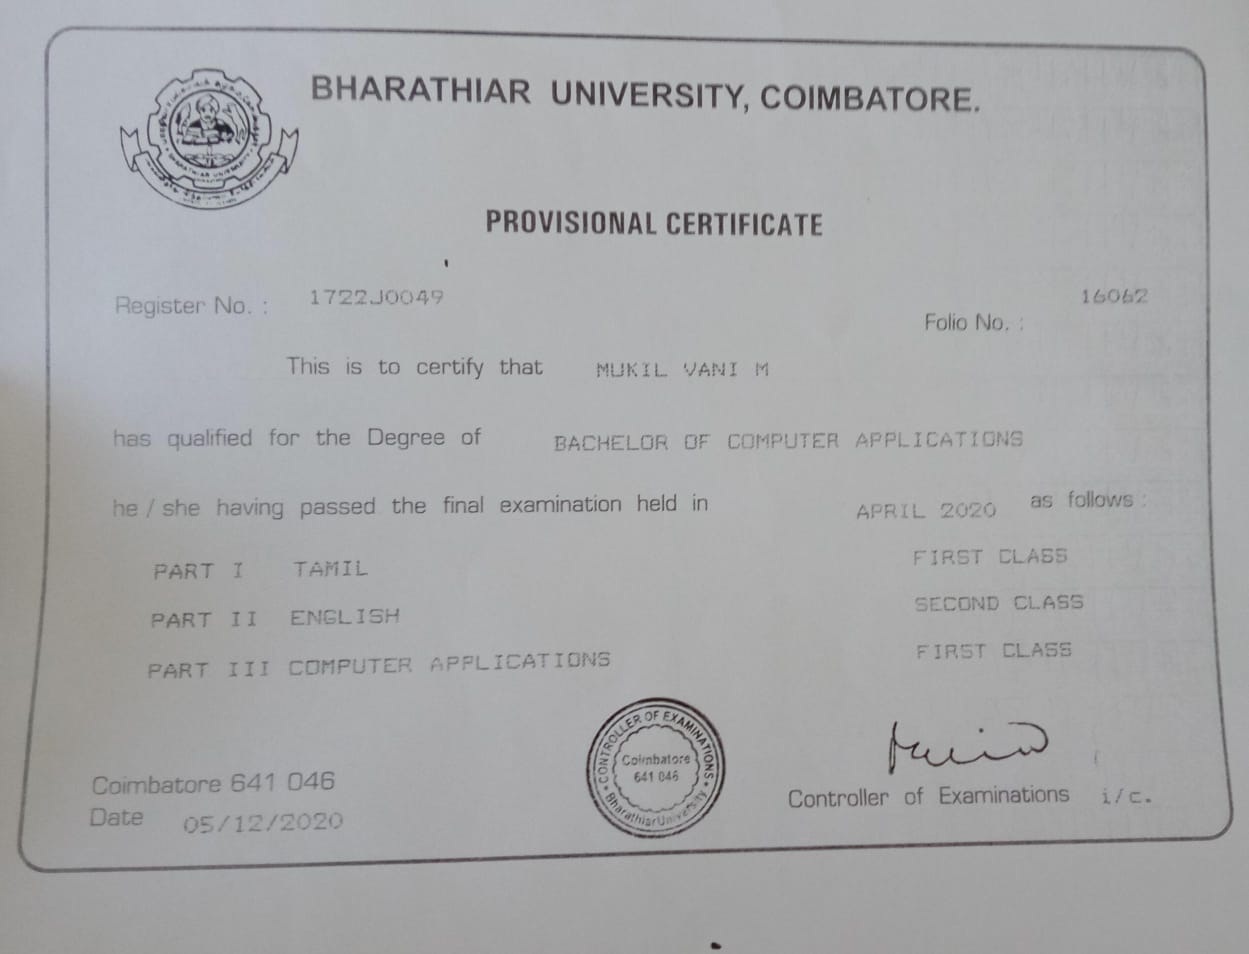 BHARATHIAR UNIVERSITY, COIMBATORE.
BHARATHIAR UNIVERSITY
PROVISIONAL CERTIFICATE
Register No. : 1722J0049
16062
Folio No. :
This is to certify that MUKIL VANI M
has qualified for the Degree of BACHELOR OF COMPUTER APPLICATIONS
he / she having passed the final examination held in APRIL 2020 as follows :
PART I TAMIL FIRST CLASS
PART II ENGLISH SECOND CLASS
PART III COMPUTER APPLICATIONS FIRST CLASS
CONTROLLER OF EXAMINATIONS
Coimbatore
641 046
Bharathiar University
Coimbatore 641 046
Controller of Examinations i/c.
Date 05/12/2020